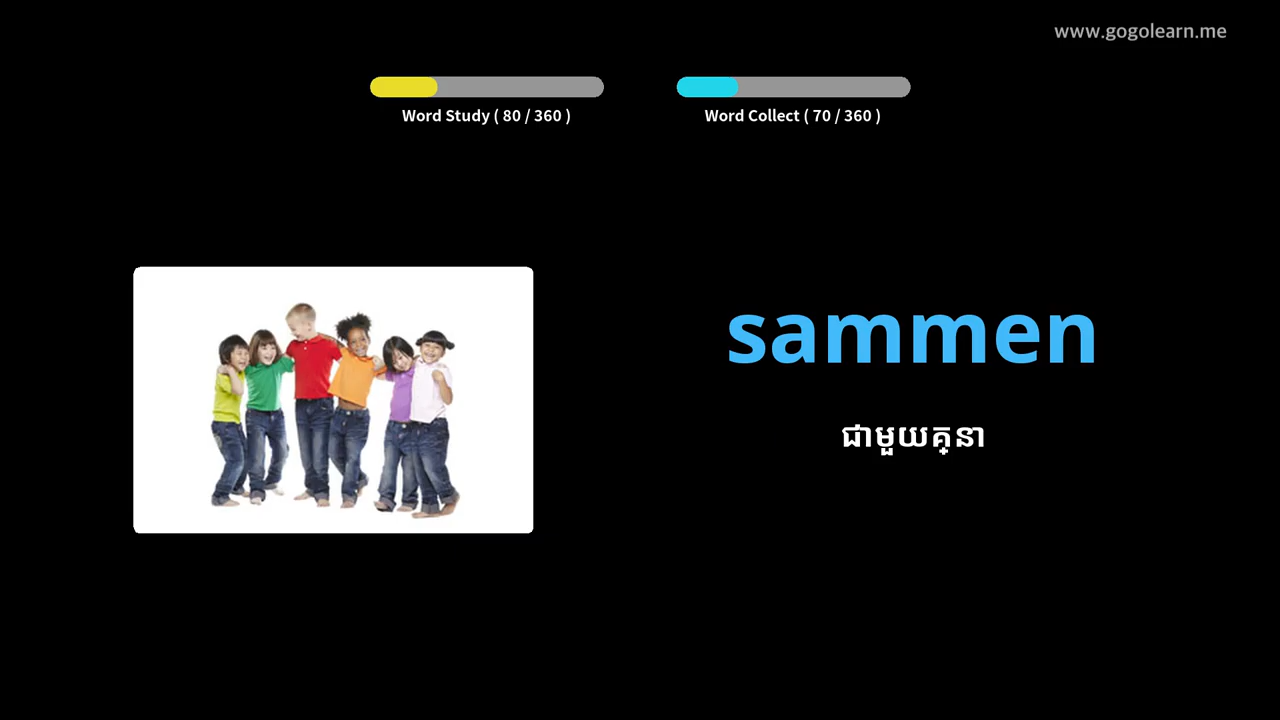 www.gogolearn.me
Word Study ( 80 / 360 )
Word Collect ( 70 / 360 )
sammen
ជាមួយគ្នា